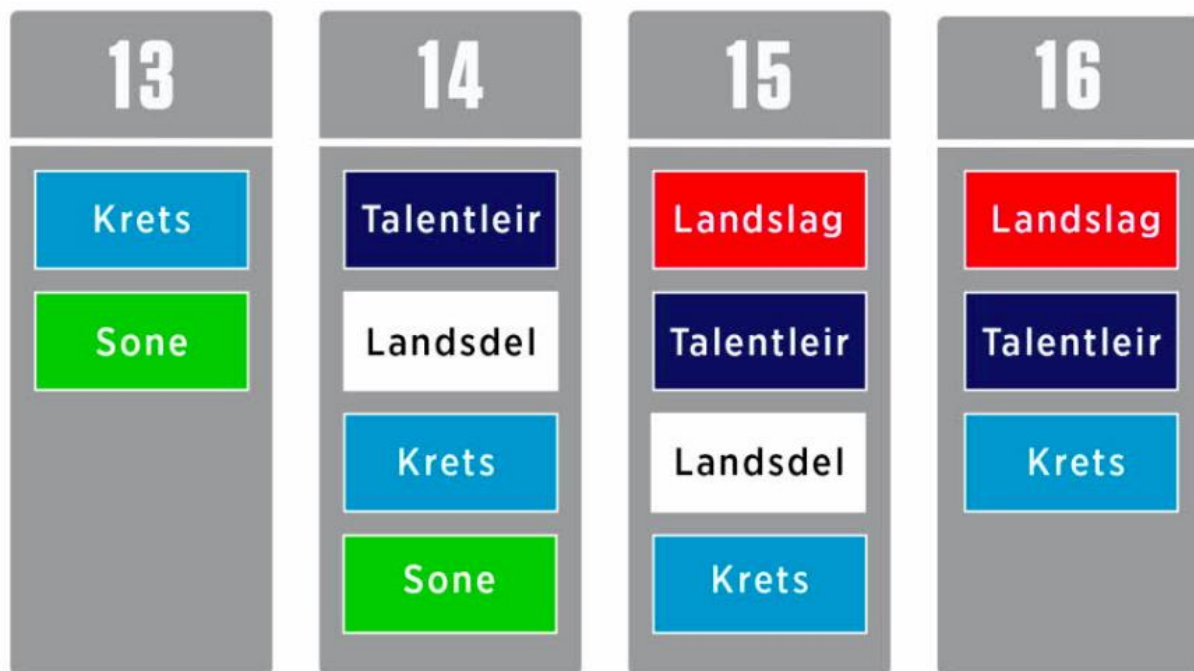 13
Krets
Sone
14
Talentleir
Landsdel
Krets
Sone
15
Landslag
Talentleir
Landsdel
Krets
16
Landslag
Talentleir
Krets